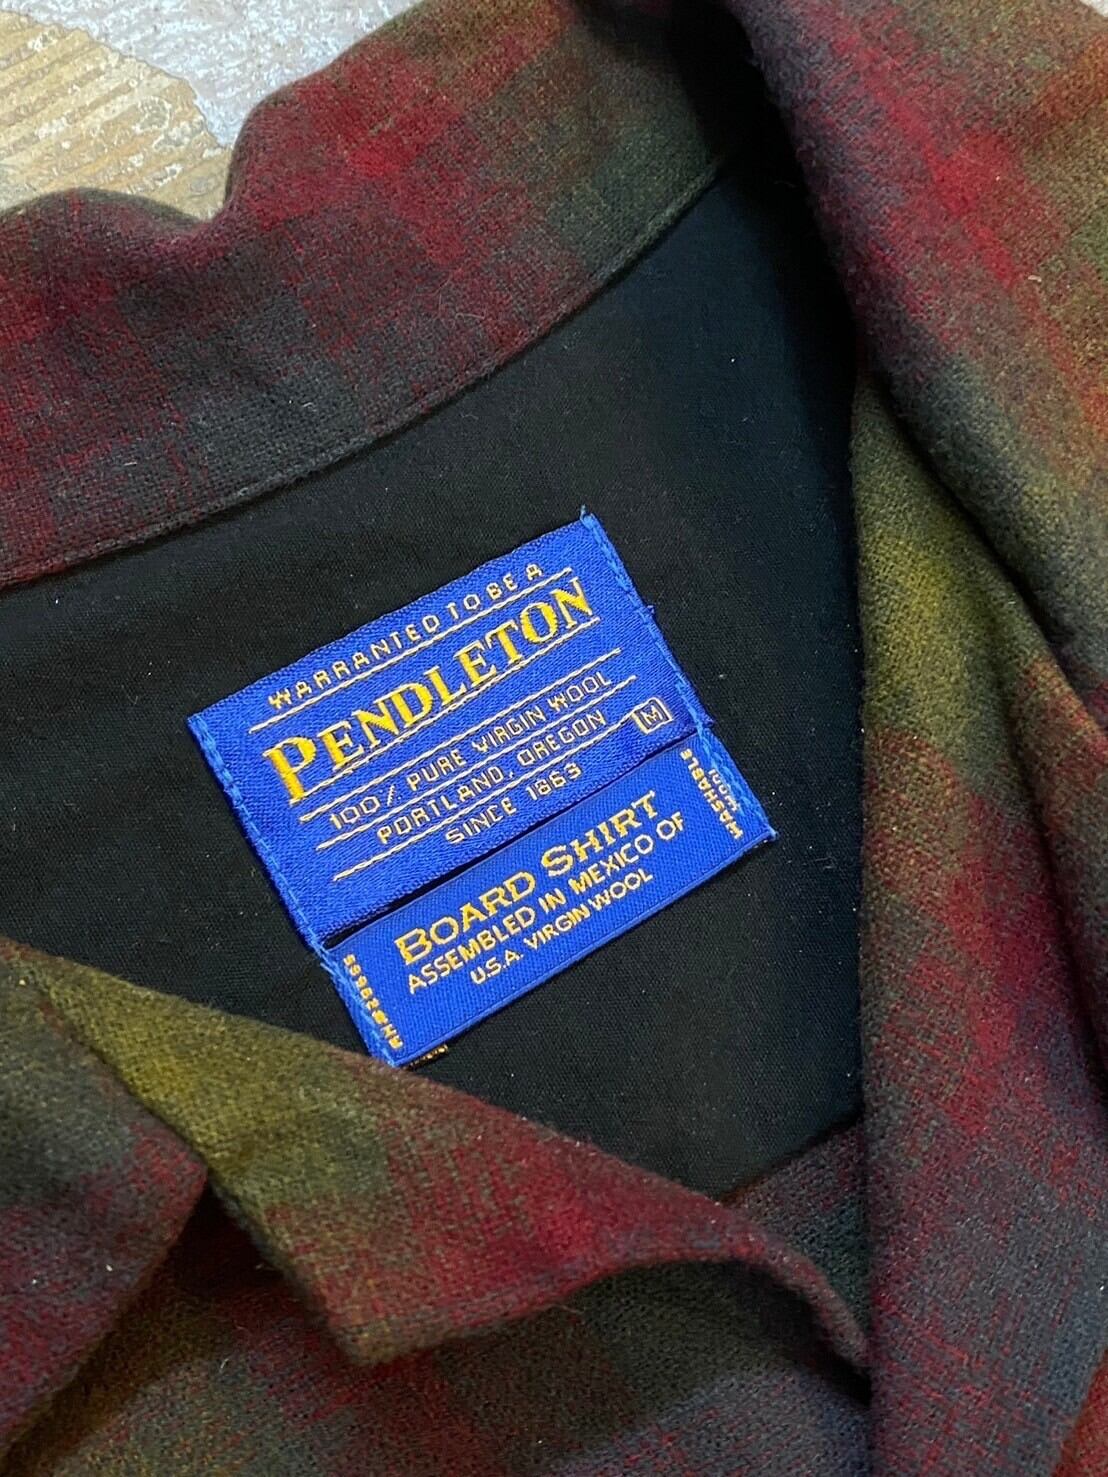 WARRANTED TO BE A
PENDLETON
100% PURE VIRGIN WOOL
PORTLAND, OREGON
SINCE 1863
M
BOARD SHIRT
ASSEMBLED IN MEXICO OF
U.S.A. VIRGIN WOOL
WASHABLE
WOOL